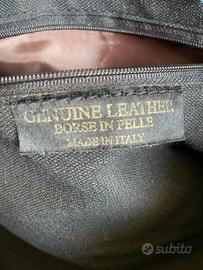 GENUINE LEATHER
BORSE IN PELLE
MADE IN ITALY
subito